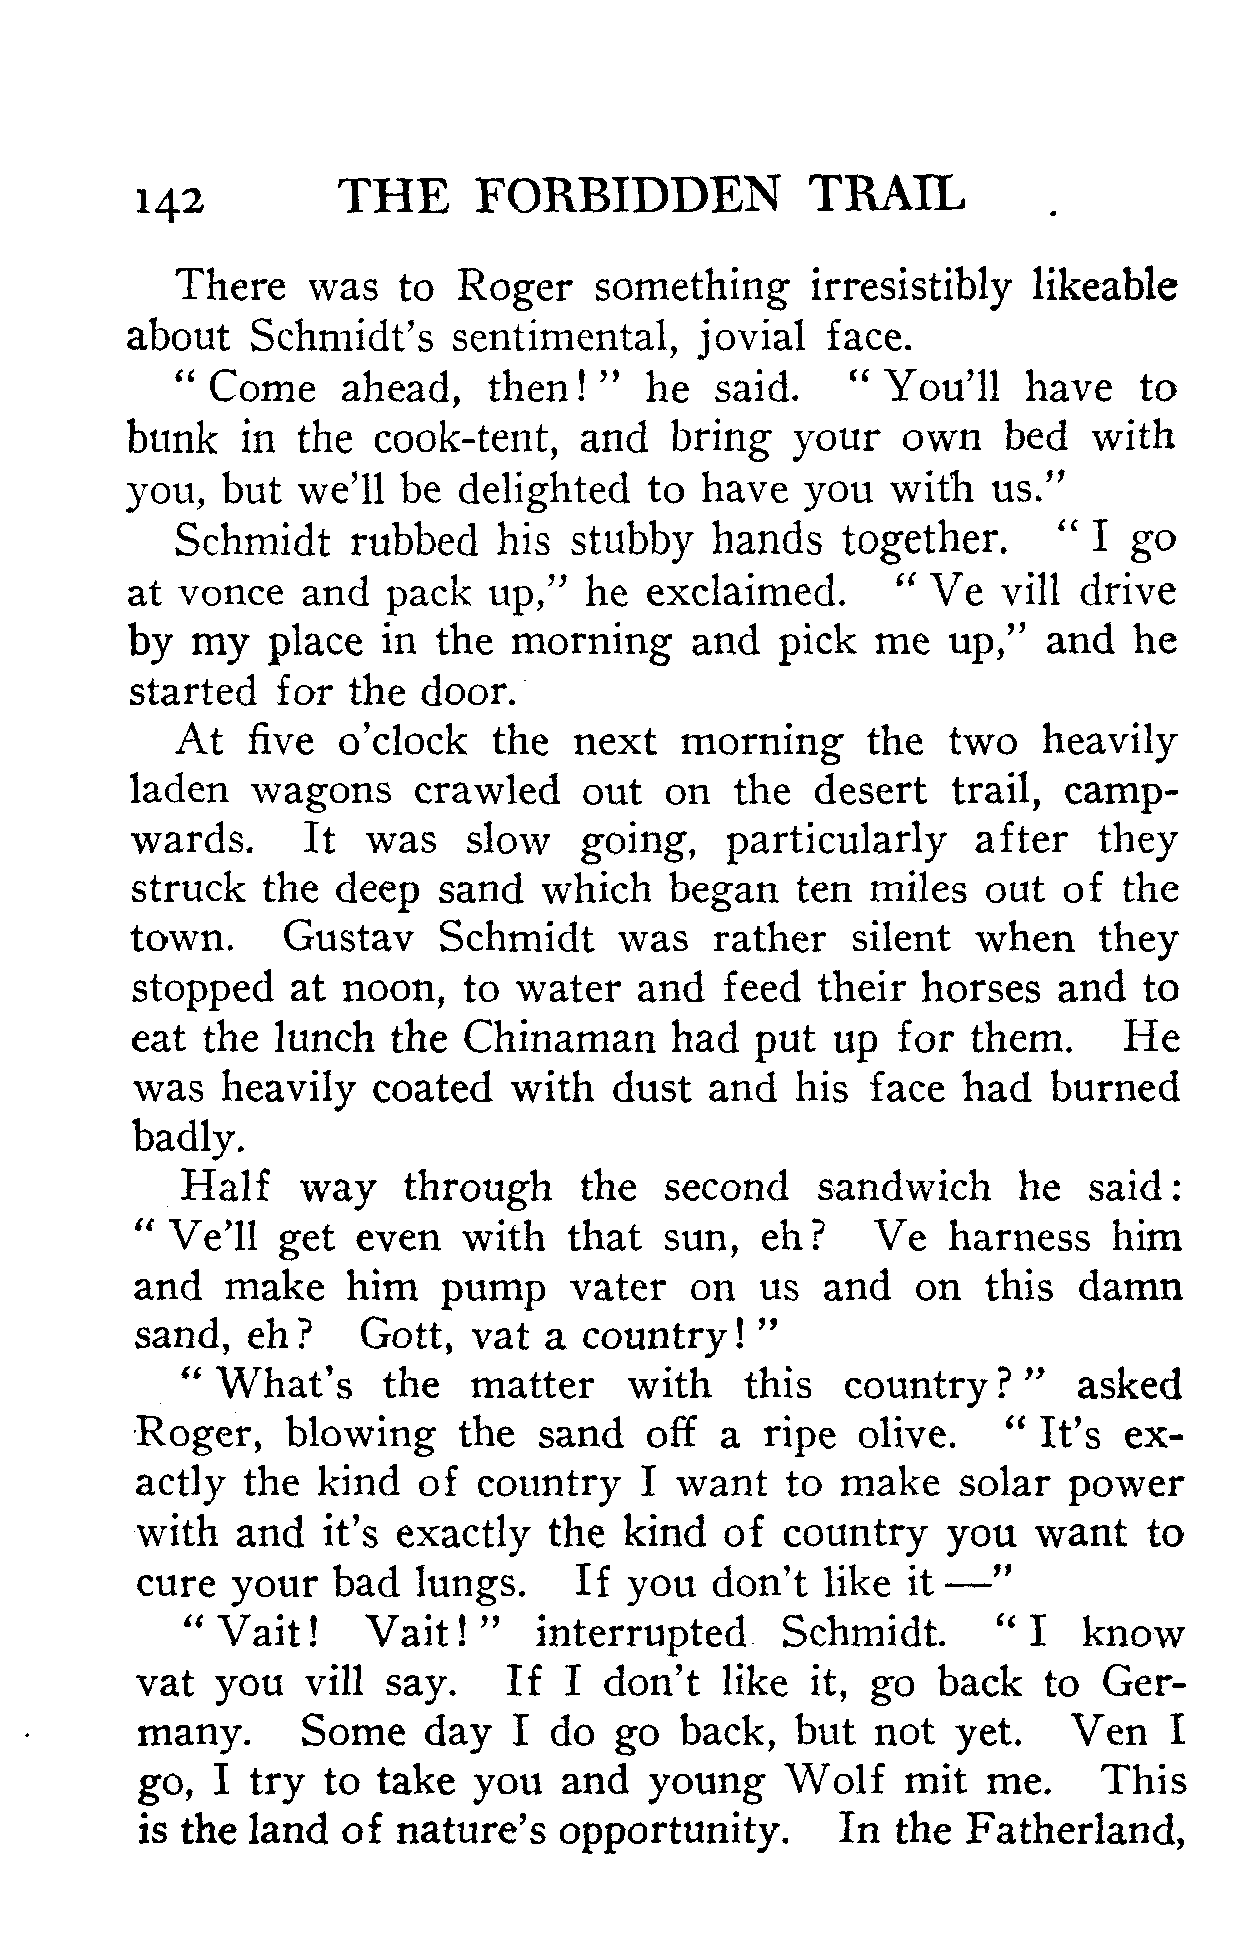 142 THE FORBIDDEN TRAIL
There was to Roger something irresistibly likeable
about Schmidt's sentimental, jovial face.
" Come ahead, then! " he said. " You'll have to
bunk in the cook-tent, and bring your own bed with
you, but we'll be delighted to have you with us."
Schmidt rubbed his stubby hands together. " I go
at vonce and pack up," he exclaimed. " Ve vill drive
by my place in the morning and pick me up," and he
started for the door.
At five o'clock the next morning the two heavily
laden wagons crawled out on the desert trail, camp-
wards. It was slow going, particularly after they
struck the deep sand which began ten miles out of the
town. Gustav Schmidt was rather silent when they
stopped at noon, to water and feed their horses and to
eat the lunch the Chinaman had put up for them. He
was heavily coated with dust and his face had burned
badly.
Half way through the second sandwich he said:
" Ve'll get even with that sun, eh? Ve harness him
and make him pump vater on us and on this damn
sand, eh? Gott, vat a country! "
" What's the matter with this country? " asked
Roger, blowing the sand off a ripe olive. " It's ex-
actly the kind of country I want to make solar power
with and it's exactly the kind of country you want to
cure your bad lungs. If you don't like it —"
" Vait! Vait! " interrupted Schmidt. " I know
vat you vill say. If I don't like it, go back to Ger-
many. Some day I do go back, but not yet. Ven I
go, I try to take you and young Wolf mit me. This
is the land of nature's opportunity. In the Fatherland,